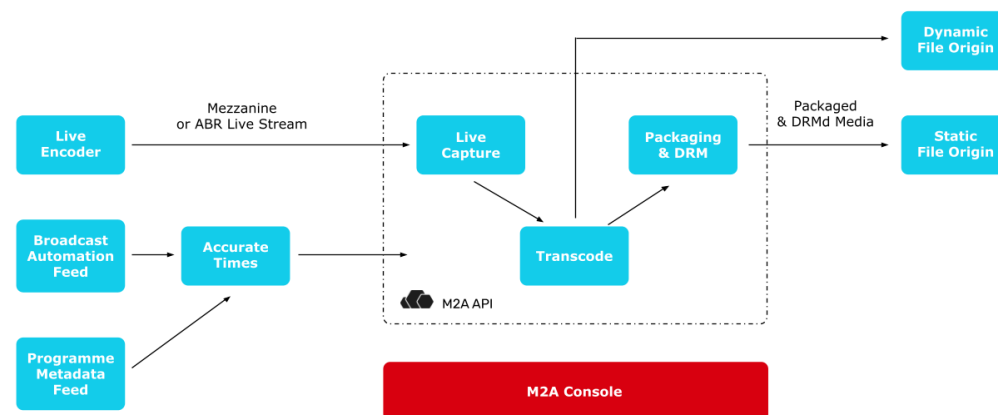 Dynamic
File Origin
Mezzanine
or ABR Live Stream
Packaged
& DRMd Media
Live
Encoder
Live
Capture
Packaging
& DRM
Static
File Origin
Broadcast
Automation
Feed
Accurate
Times
Transcode
M2A API
Programme
Metadata
Feed
M2A Console